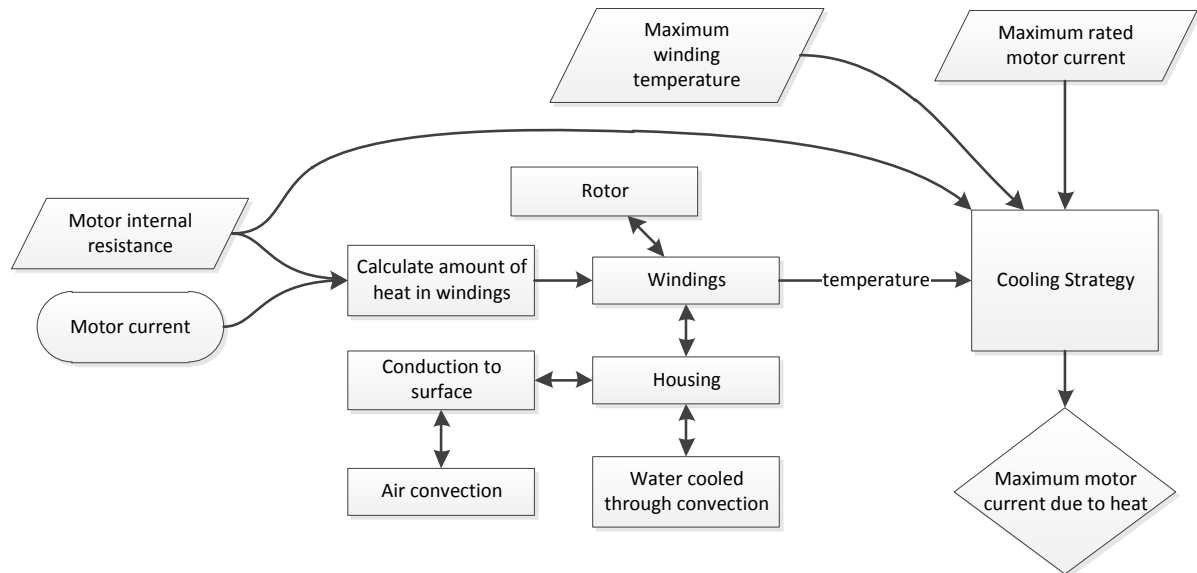 Maximum
winding
temperature
Maximum rated
motor current
Motor internal
resistance
Rotor
Calculate amount of
heat in windings
Windings
temperature
Cooling Strategy
Motor current
Conduction to
surface
Housing
Air convection
Water cooled
through convection
Maximum motor
current due to heat